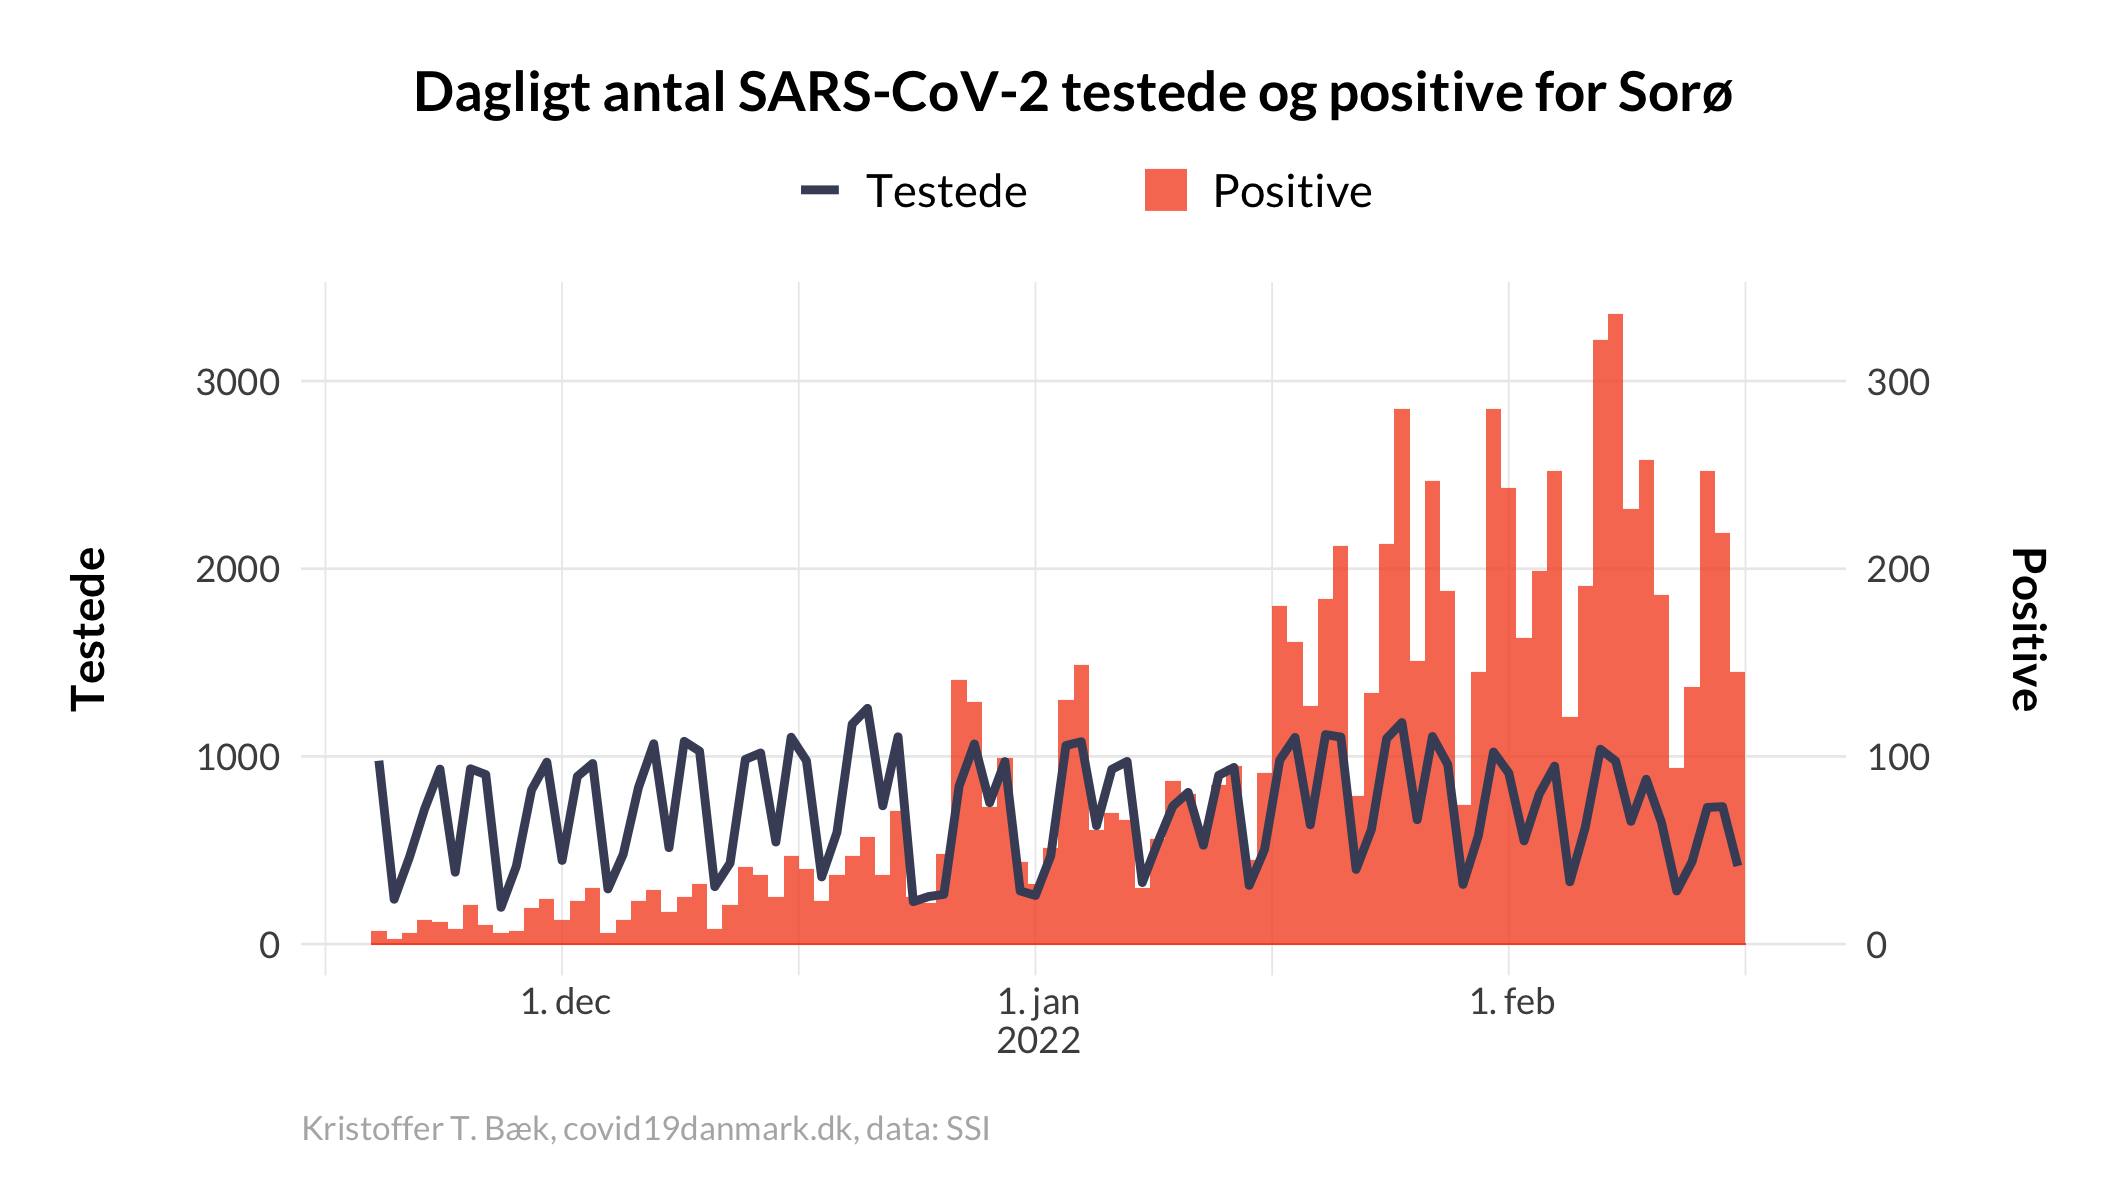 Dagligt antal SARS-CoV-2 testede og positive for Sorø
Testede
Positive
Testede
3000
2000
1000
0
300
200
100
0
Positive
1. dec
1. jan
2022
1. feb
Kristoffer T. Bæk, covid19danmark.dk, data: SSI